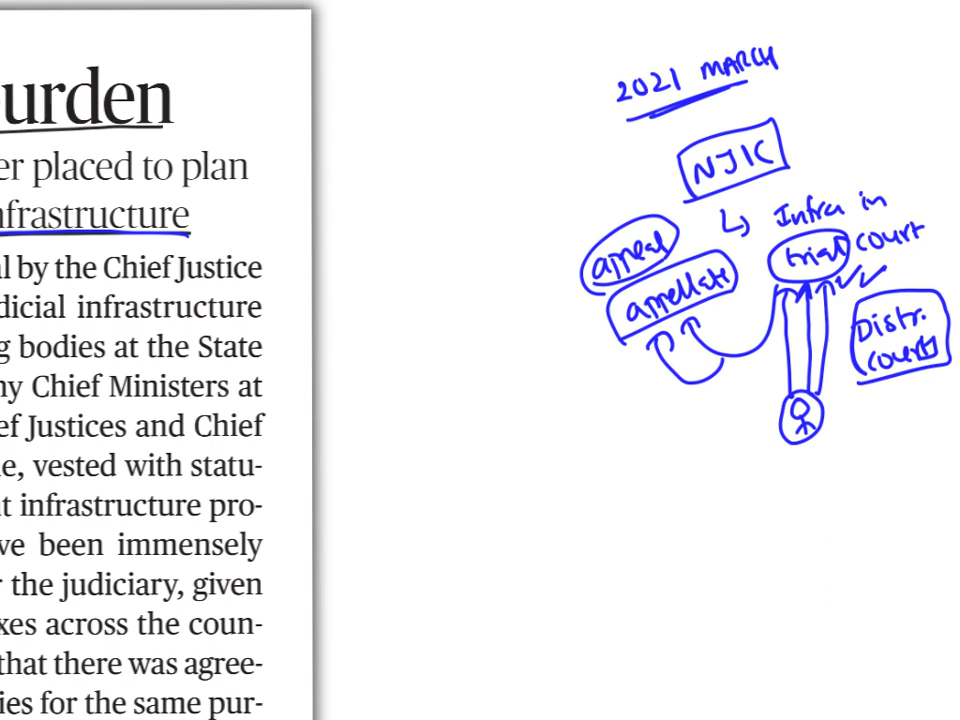 urden
er placed to plan
nfrastructure
al by the Chief Justice
dicial infrastructure
g bodies at the State
ny Chief Ministers at
ef Justices and Chief
e, vested with statu-
t infrastructure pro-
ve been immensely
r the judiciary, given
xes across the coun-
that there was agree-
ies for the same pur-
2021 MARCH
NJIC
Infra in
trial court
appeal
appellate
Distr.
courts